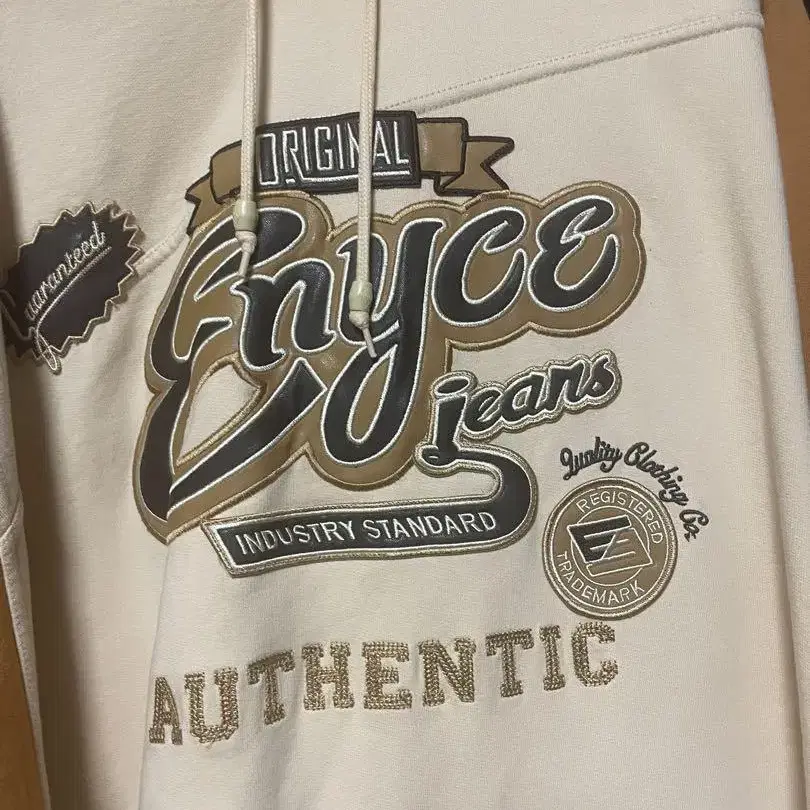 ORIGINAL
Guaranteed
Enyce
jeans
INDUSTRY STANDARD
Quality Clothing Co.
REGISTERED
TRADEMARK
AUTHENTIC